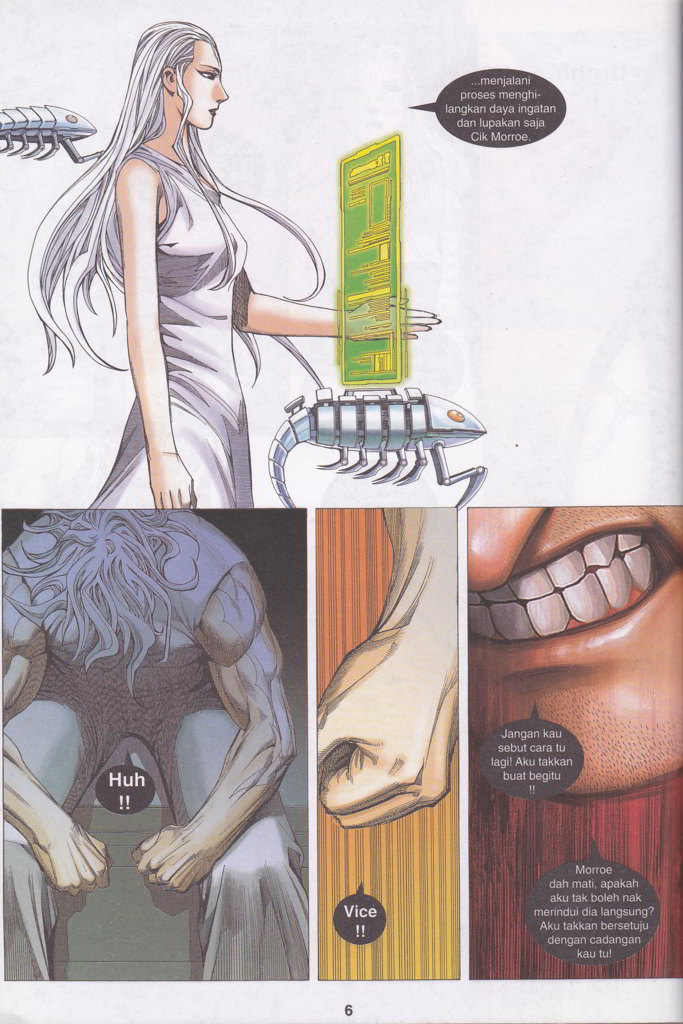 ...menjalani
proses menghi-
langkan daya ingatan
dan lupakan saja
Cik Morroe.
Huh
!!
Vice
!!
Jangan kau
sebut cara tu
lagi! Aku takkan
buat begitu
!!
Morroe
dah mati, apakah
aku tak boleh nak
merindui dia langsung?
Aku takkan bersetuju
dengan cadangan
kau tu!
6